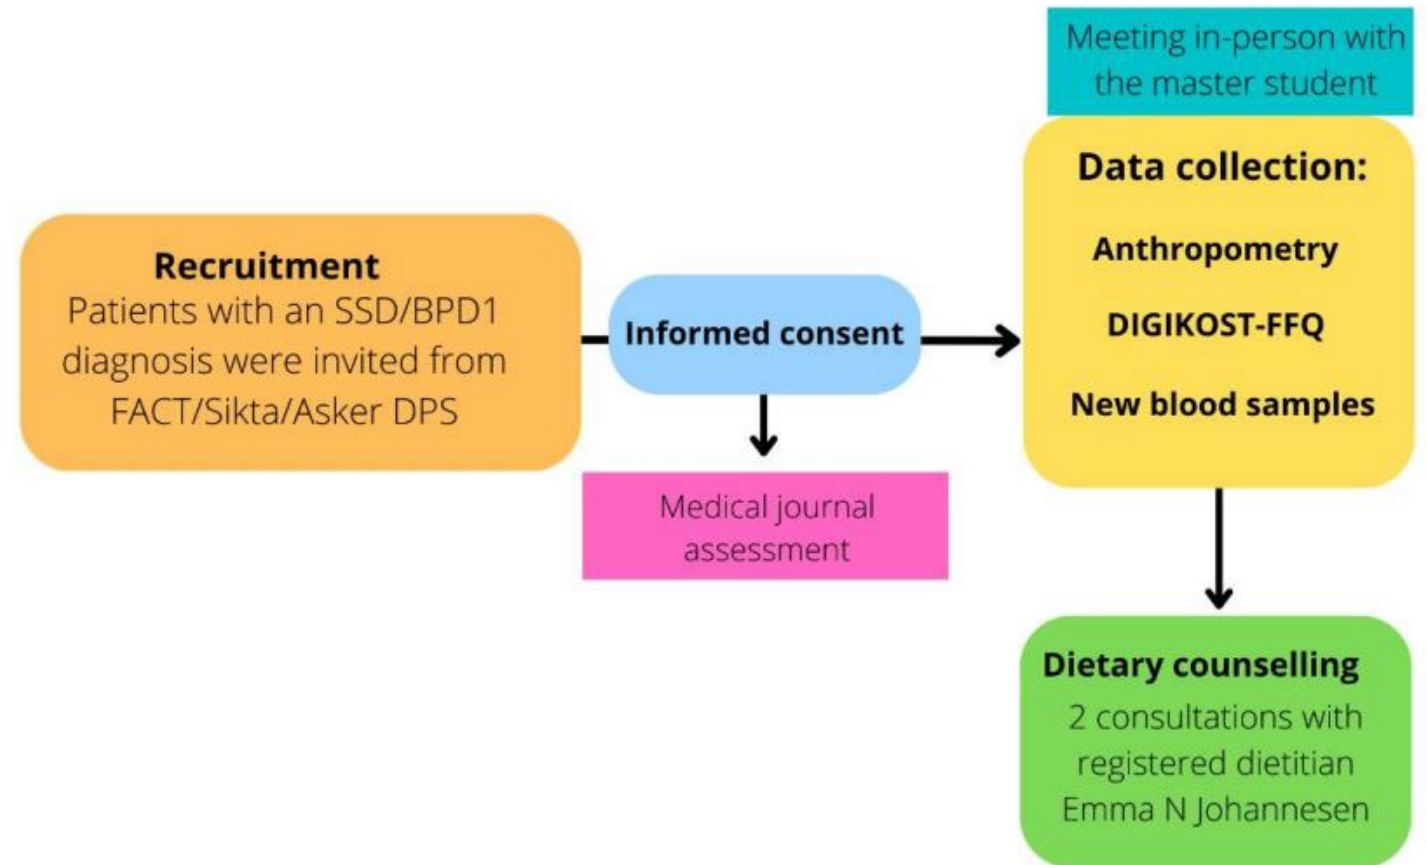 Recruitment
Patients with an SSD/BPD1
diagnosis were invited from
FACT/Sikta/Asker DPS
Informed consent
Medical journal
assessment
Meeting in-person with
the master student
Data collection:
Anthropometry
DIGIKOST-FFQ
New blood samples
Dietary counselling
2 consultations with
registered dietitian
Emma N Johannesen